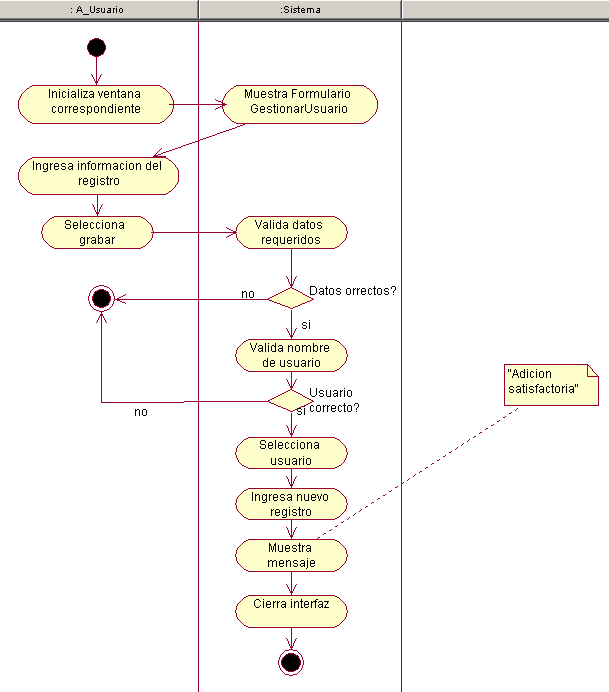 : A_Usuario
:Sistema
Inicializa ventana
correspondiente
Muestra Formulario
GestionarUsuario
Ingresa informacion del
registro
Selecciona
grabar
Valida datos
requeridos
Datos orrectos?
no
si
Valida nombre
de usuario
"Adicion
satisfactoria"
Usuario
correcto?
no
si
Selecciona
usuario
Ingresa nuevo
registro
Muestra
mensaje
Cierra interfaz